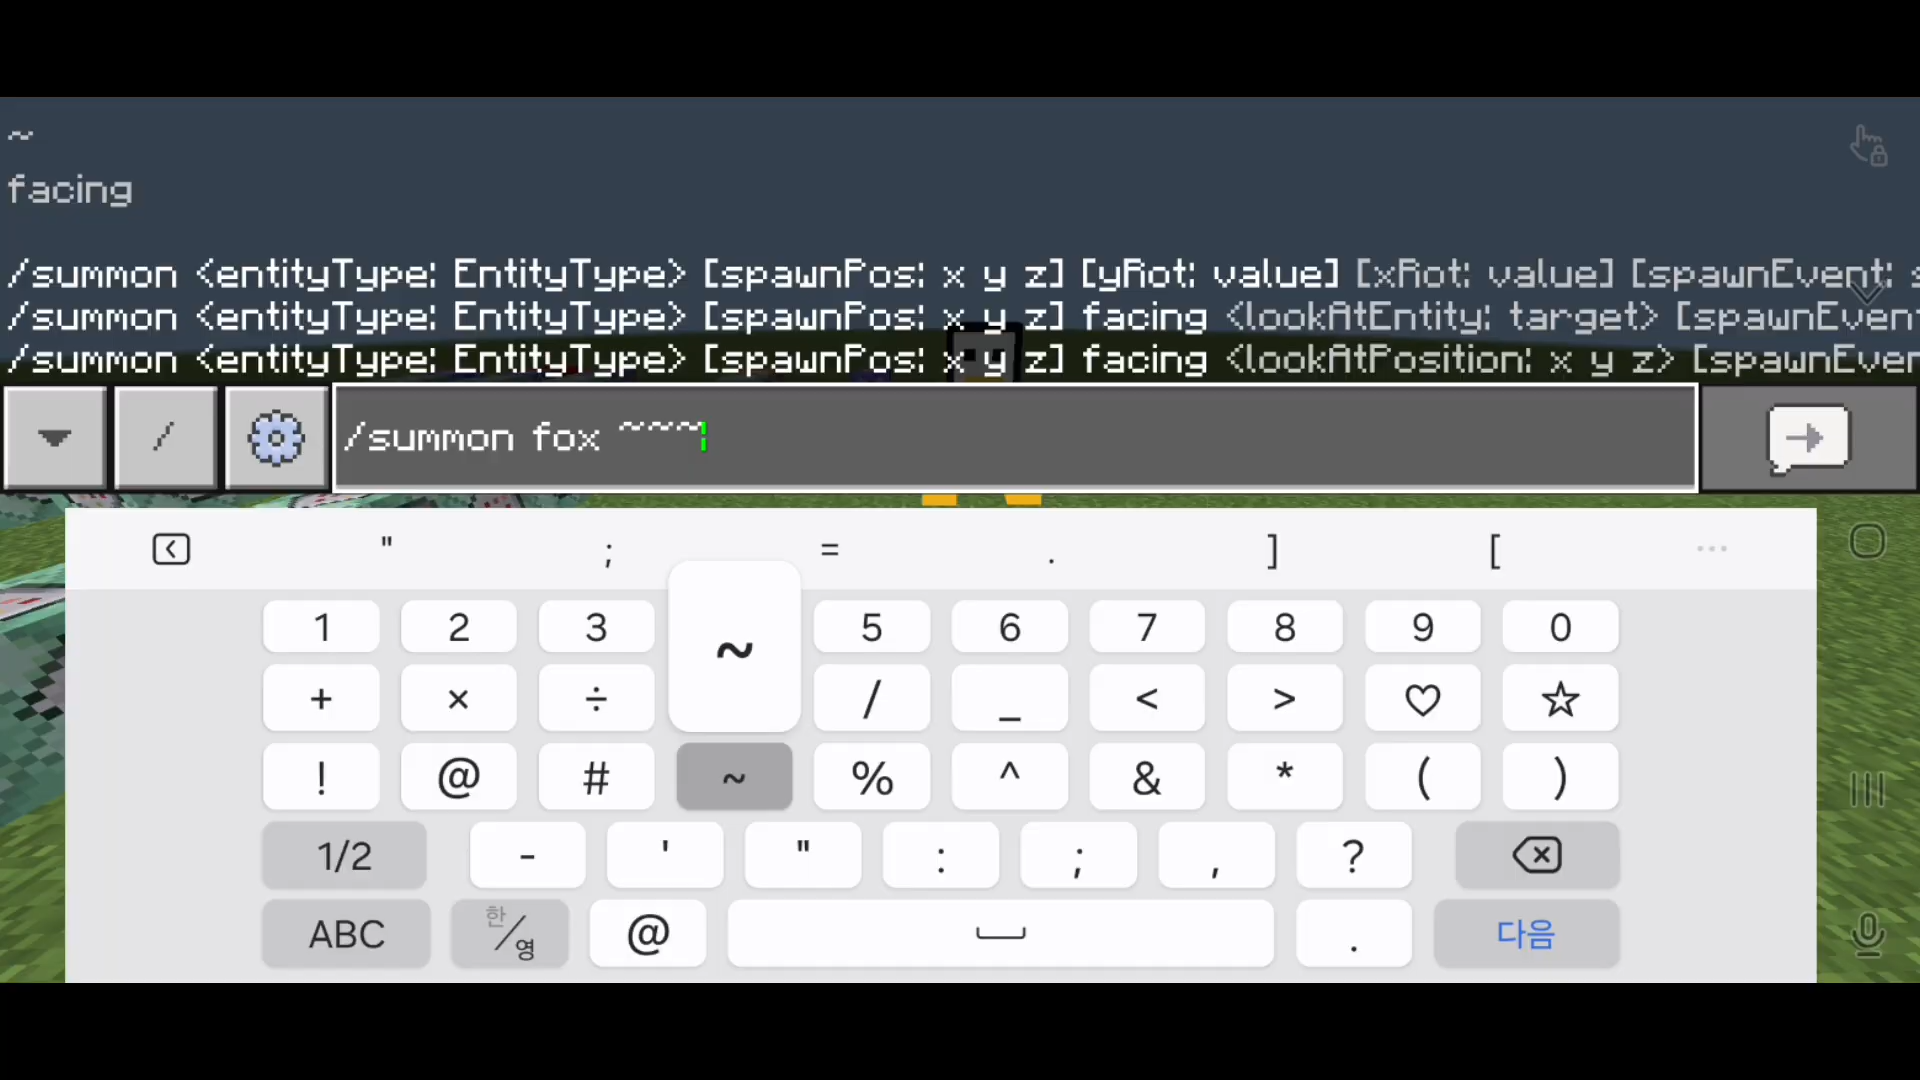 ~
facing
/summon <entityType: EntityType> [spawnPos: x y z] [yRot: value] [xRot: value] [spawnEvent: s
/summon <entityType: EntityType> [spawnPos: x y z] facing <lookAtEntity: target> [spawnEvent
/summon <entityType: EntityType> [spawnPos: x y z] facing <lookAtPosition: x y z> [spawnEven
/
/summon fox ~~~
" ; = . ] [ ...
1 2 3 ~ 5 6 7 8 9 0
+ × ÷ / _ < > ♡ ☆
! @ # ~ % ^ & * ( )
1/2 - ' " : ; , ?
ABC 한/영 @ . 다음